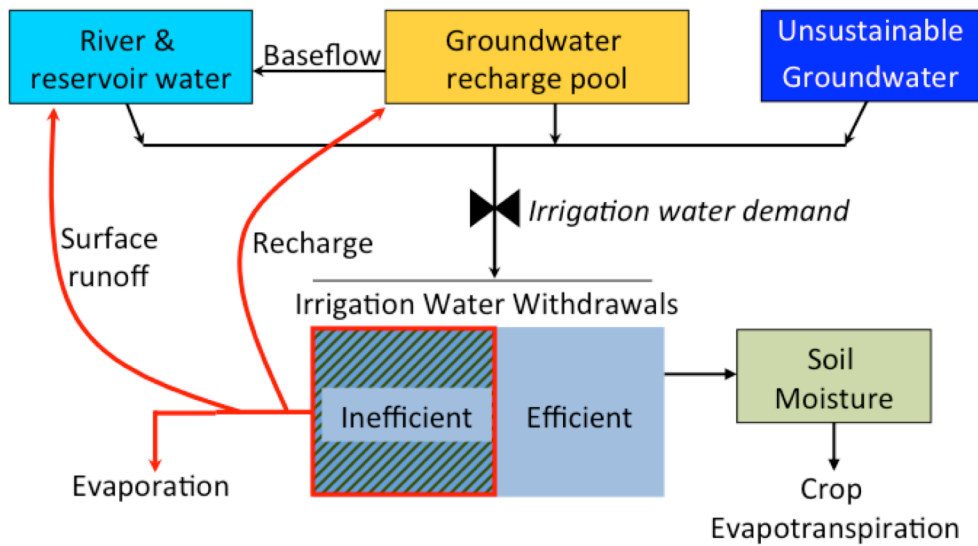 River &
reservoir water
Baseflow
Groundwater
recharge pool
Unsustainable
Groundwater
Irrigation water demand
Surface
runoff
Recharge
Irrigation Water Withdrawals
Inefficient
Efficient
Soil
Moisture
Evaporation
Crop
Evapotranspiration